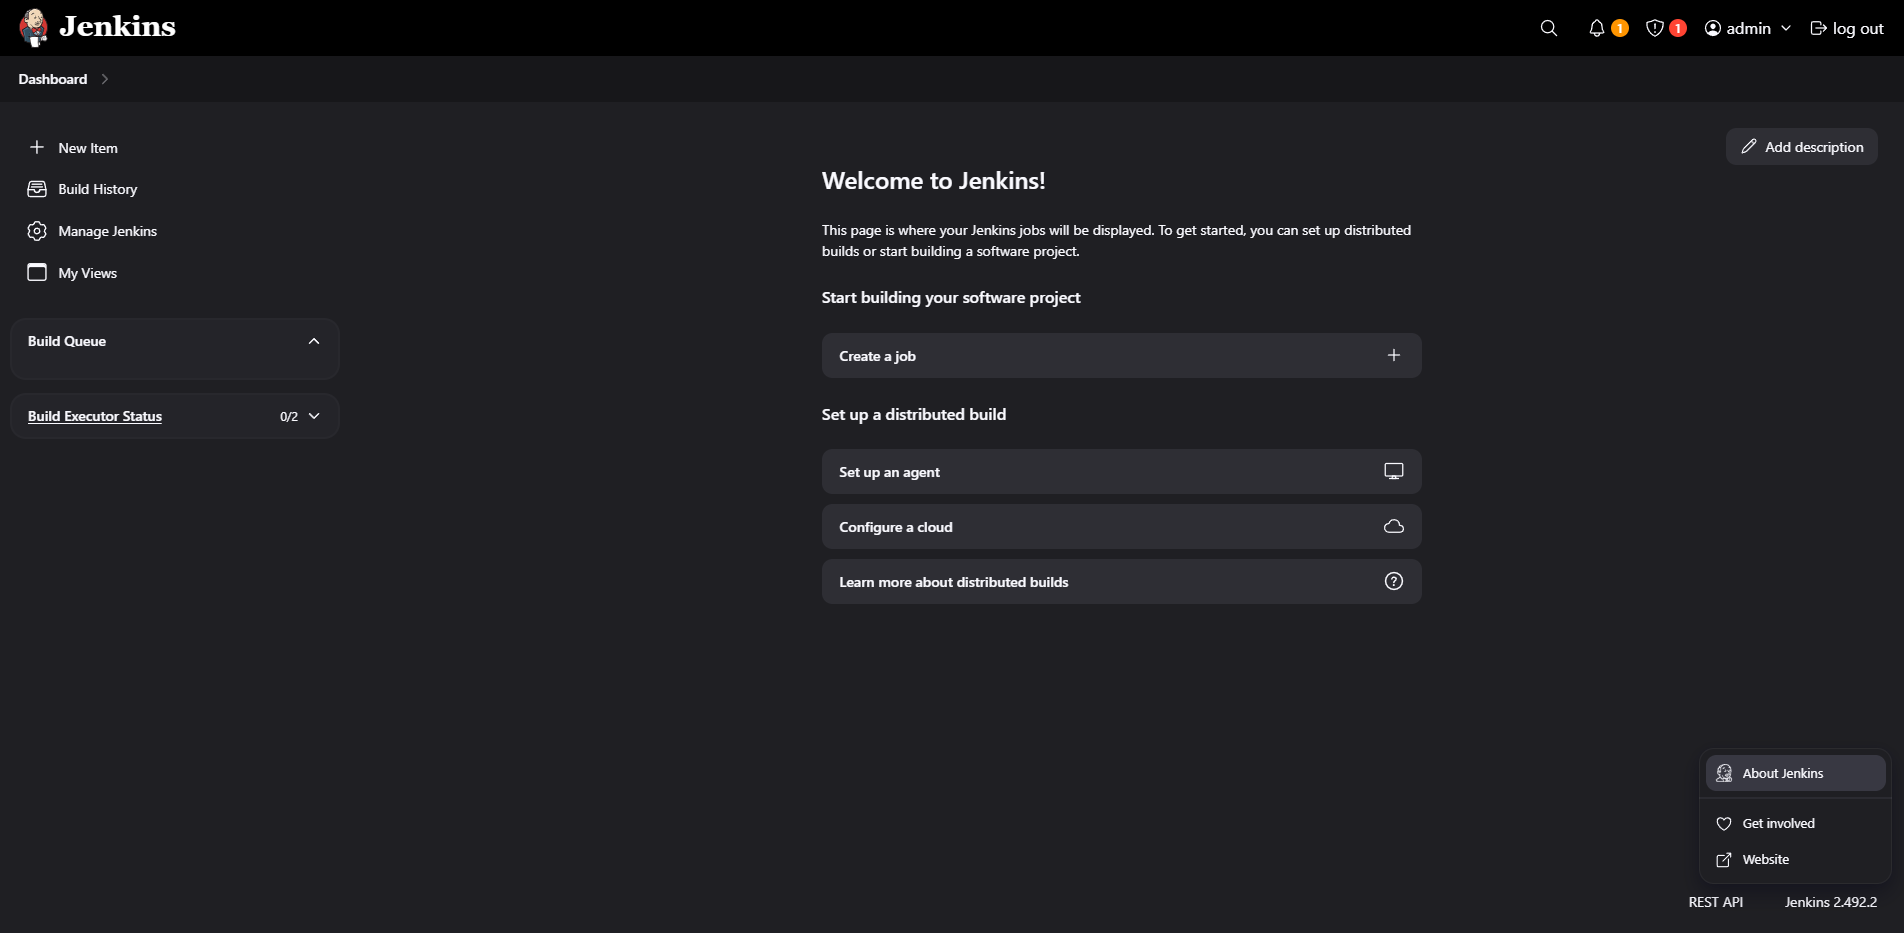 Jenkins
1
1
admin
log out
Dashboard
New Item
Build History
Manage Jenkins
My Views
Build Queue
Build Executor Status
0/2
Add description
Welcome to Jenkins!
This page is where your Jenkins jobs will be displayed. To get started, you can set up distributed
builds or start building a software project.
Start building your software project
Create a job
Set up a distributed build
Set up an agent
Configure a cloud
Learn more about distributed builds
About Jenkins
Get involved
Website
REST API
Jenkins 2.492.2